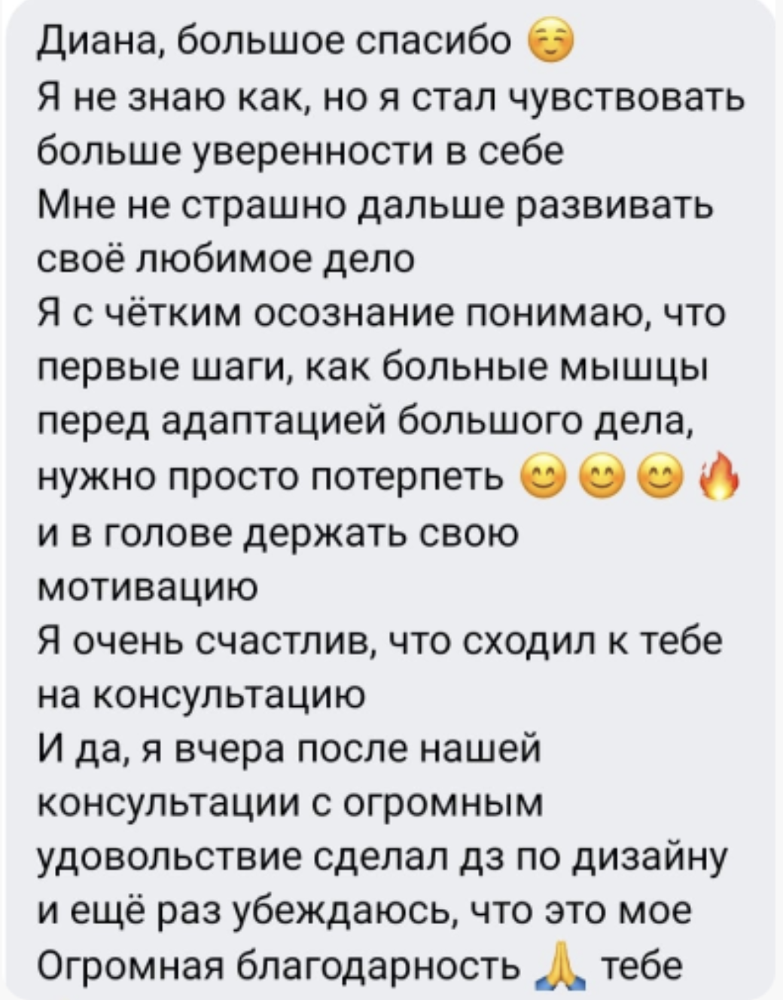 Диана, большое спасибо ☺️
Я не знаю как, но я стал чувствовать
больше уверенности в себе
Мне не страшно дальше развивать
своё любимое дело
Я с чётким осознание понимаю, что
первые шаги, как больные мышцы
перед адаптацией большого дела,
нужно просто потерпеть 😊😊😊🔥
и в голове держать свою
мотивацию
Я очень счастлив, что сходил к тебе
на консультацию
И да, я вчера после нашей
консультации с огромным
удовольствие сделал дз по дизайну
и ещё раз убеждаюсь, что это мое
Огромная благодарность 🙏 тебе